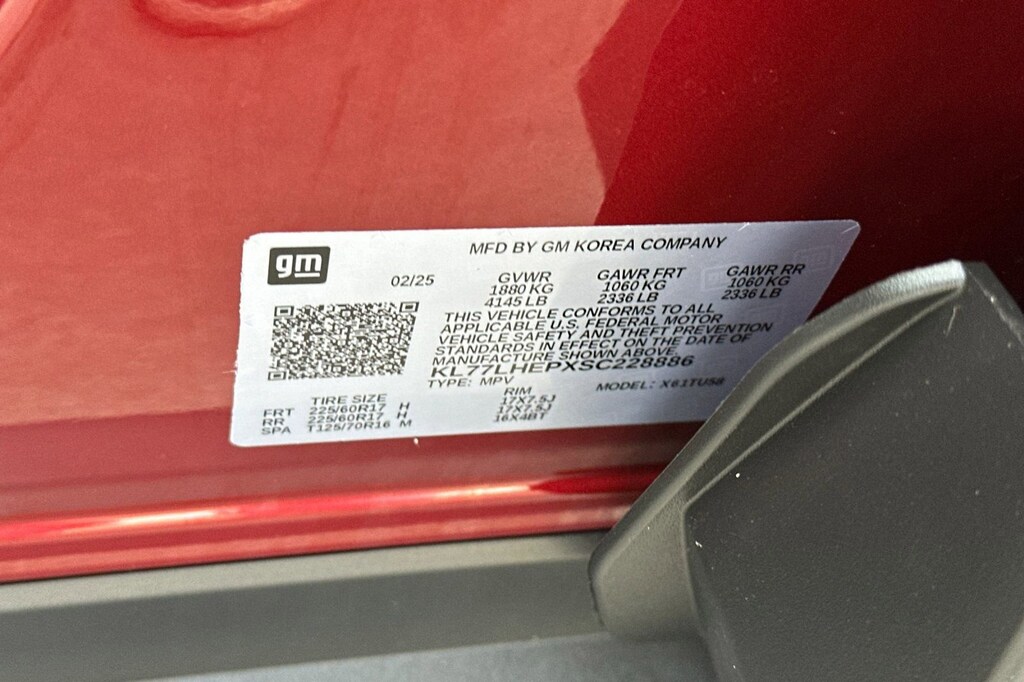 gm
MFD BY GM KOREA COMPANY
02/25
GVWR GAWR FRT GAWR RR
1880 KG 1060 KG 1060 KG
4145 LB 2336 LB 2336 LB
THIS VEHICLE CONFORMS TO ALL
APPLICABLE U.S. FEDERAL MOTOR
VEHICLE SAFETY AND THEFT PREVENTION
STANDARDS IN EFFECT ON THE DATE OF
MANUFACTURE SHOWN ABOVE.
KL77LHEPXSC228886
TYPE: MPV MODEL: X61TU58
TIRE SIZE RIM
FRT 225/60R17 H 17X7.5J
RR 225/60R17 H 17X7.5J
SPA T125/70R16 M 16X4BT